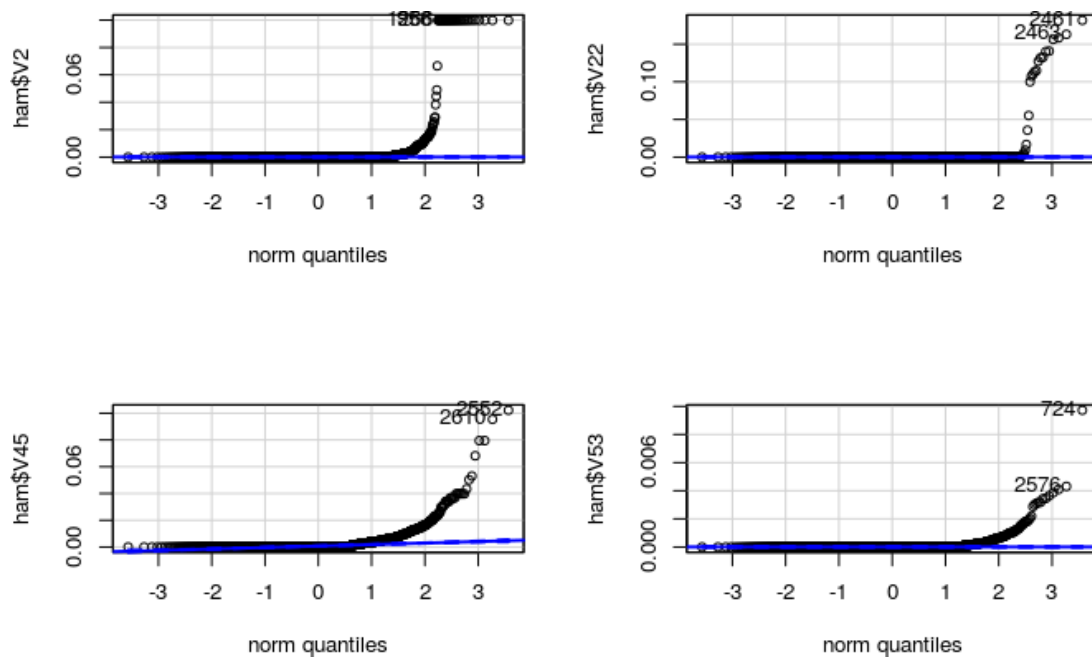 ham$V2
0.00
0.06
258
-3 -2 -1 0 1 2 3
norm quantiles
ham$V22
0.00
0.10
2461
2463
-3 -2 -1 0 1 2 3
norm quantiles
ham$V45
0.00
0.06
2552
2610
-3 -2 -1 0 1 2 3
norm quantiles
ham$V53
0.000
0.006
724
2576
-3 -2 -1 0 1 2 3
norm quantiles